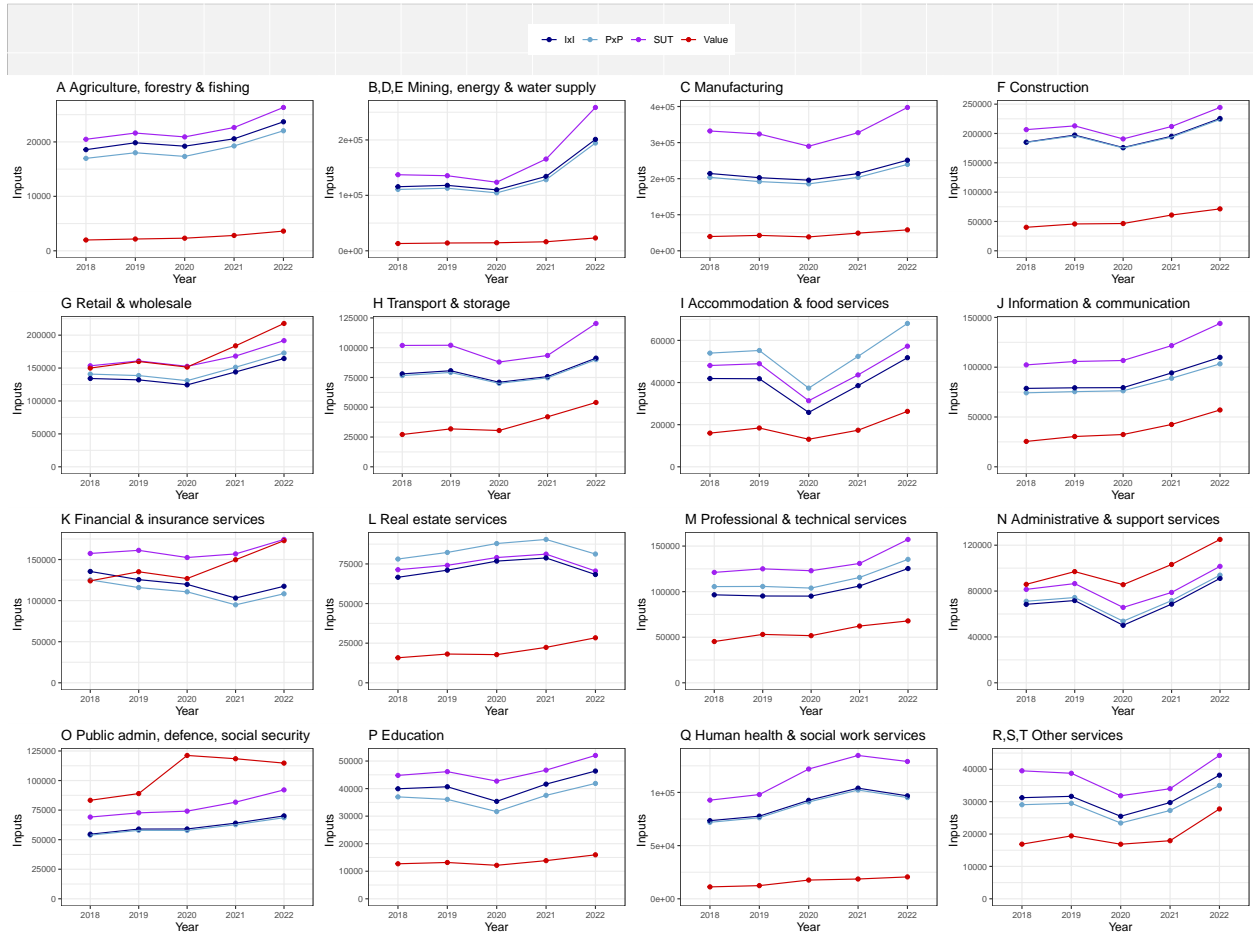 IxI PxP SUT Value
A Agriculture, forestry & fishing
Inputs
20000
10000
0
2018 2019 2020 2021 2022
Year
B,D,E Mining, energy & water supply
Inputs
2e+05
1e+05
0e+00
2018 2019 2020 2021 2022
Year
C Manufacturing
Inputs
4e+05
3e+05
2e+05
1e+05
0e+00
2018 2019 2020 2021 2022
Year
F Construction
Inputs
250000
200000
150000
100000
50000
0
2018 2019 2020 2021 2022
Year
G Retail & wholesale
Inputs
200000
150000
100000
50000
0
2018 2019 2020 2021 2022
Year
H Transport & storage
Inputs
125000
100000
75000
50000
25000
0
2018 2019 2020 2021 2022
Year
I Accommodation & food services
Inputs
60000
40000
20000
0
2018 2019 2020 2021 2022
Year
J Information & communication
Inputs
150000
100000
50000
0
2018 2019 2020 2021 2022
Year
K Financial & insurance services
Inputs
150000
100000
50000
0
2018 2019 2020 2021 2022
Year
L Real estate services
Inputs
75000
50000
25000
0
2018 2019 2020 2021 2022
Year
M Professional & technical services
Inputs
150000
100000
50000
0
2018 2019 2020 2021 2022
Year
N Administrative & support services
Inputs
120000
80000
40000
0
2018 2019 2020 2021 2022
Year
O Public admin, defence, social security
Inputs
125000
100000
75000
50000
25000
0
2018 2019 2020 2021 2022
Year
P Education
Inputs
50000
40000
30000
20000
10000
0
2018 2019 2020 2021 2022
Year
Q Human health & social work services
Inputs
1e+05
5e+04
0e+00
2018 2019 2020 2021 2022
Year
R,S,T Other services
Inputs
40000
30000
20000
10000
0
2018 2019 2020 2021 2022
Year